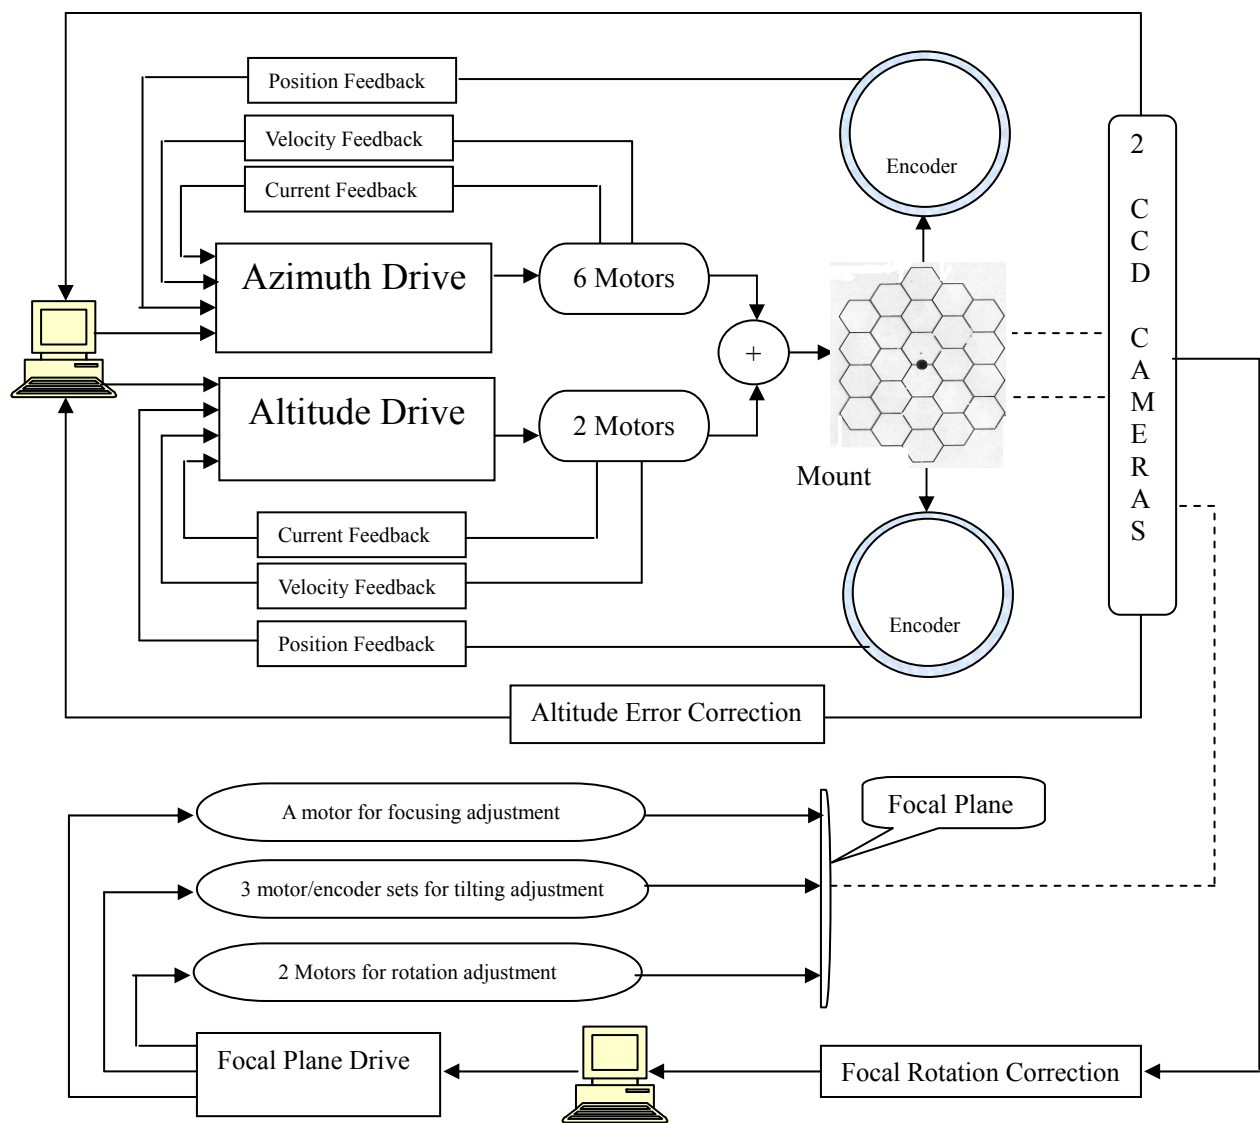 Position Feedback
Velocity Feedback
Current Feedback
Encoder
2 CCD CAMERAS
Azimuth Drive
6 Motors
+
Altitude Drive
2 Motors
Mount
Current Feedback
Velocity Feedback
Position Feedback
Encoder
Altitude Error Correction
A motor for focusing adjustment
Focal Plane
3 motor/encoder sets for tilting adjustment
2 Motors for rotation adjustment
Focal Plane Drive
Focal Rotation Correction